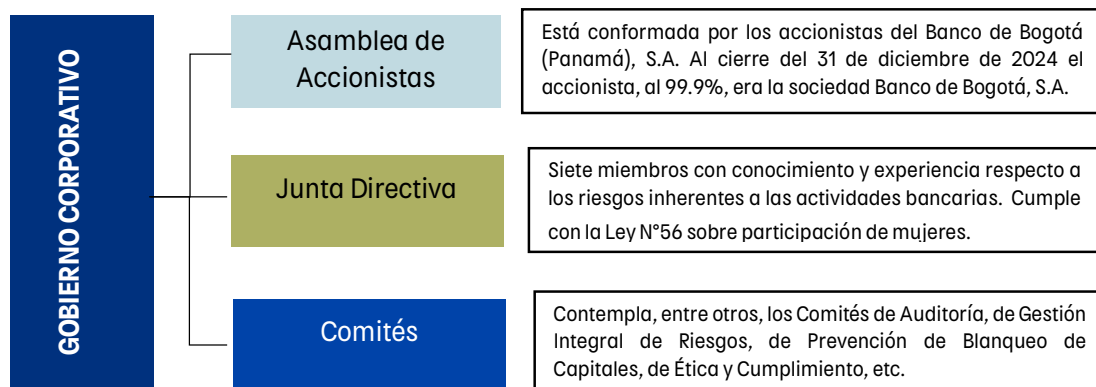 GOBIERNO CORPORATIVO
Asamblea de
Accionistas
Está conformada por los accionistas del Banco de Bogotá
(Panamá), S.A. Al cierre del 31 de diciembre de 2024 el
accionista, al 99.9%, era la sociedad Banco de Bogotá, S.A.
Junta Directiva
Siete miembros con conocimiento y experiencia respecto a
los riesgos inherentes a las actividades bancarias. Cumple
con la Ley N°56 sobre participación de mujeres.
Comités
Contempla, entre otros, los Comités de Auditoría, de Gestión
Integral de Riesgos, de Prevención de Blanqueo de
Capitales, de Ética y Cumplimiento, etc.